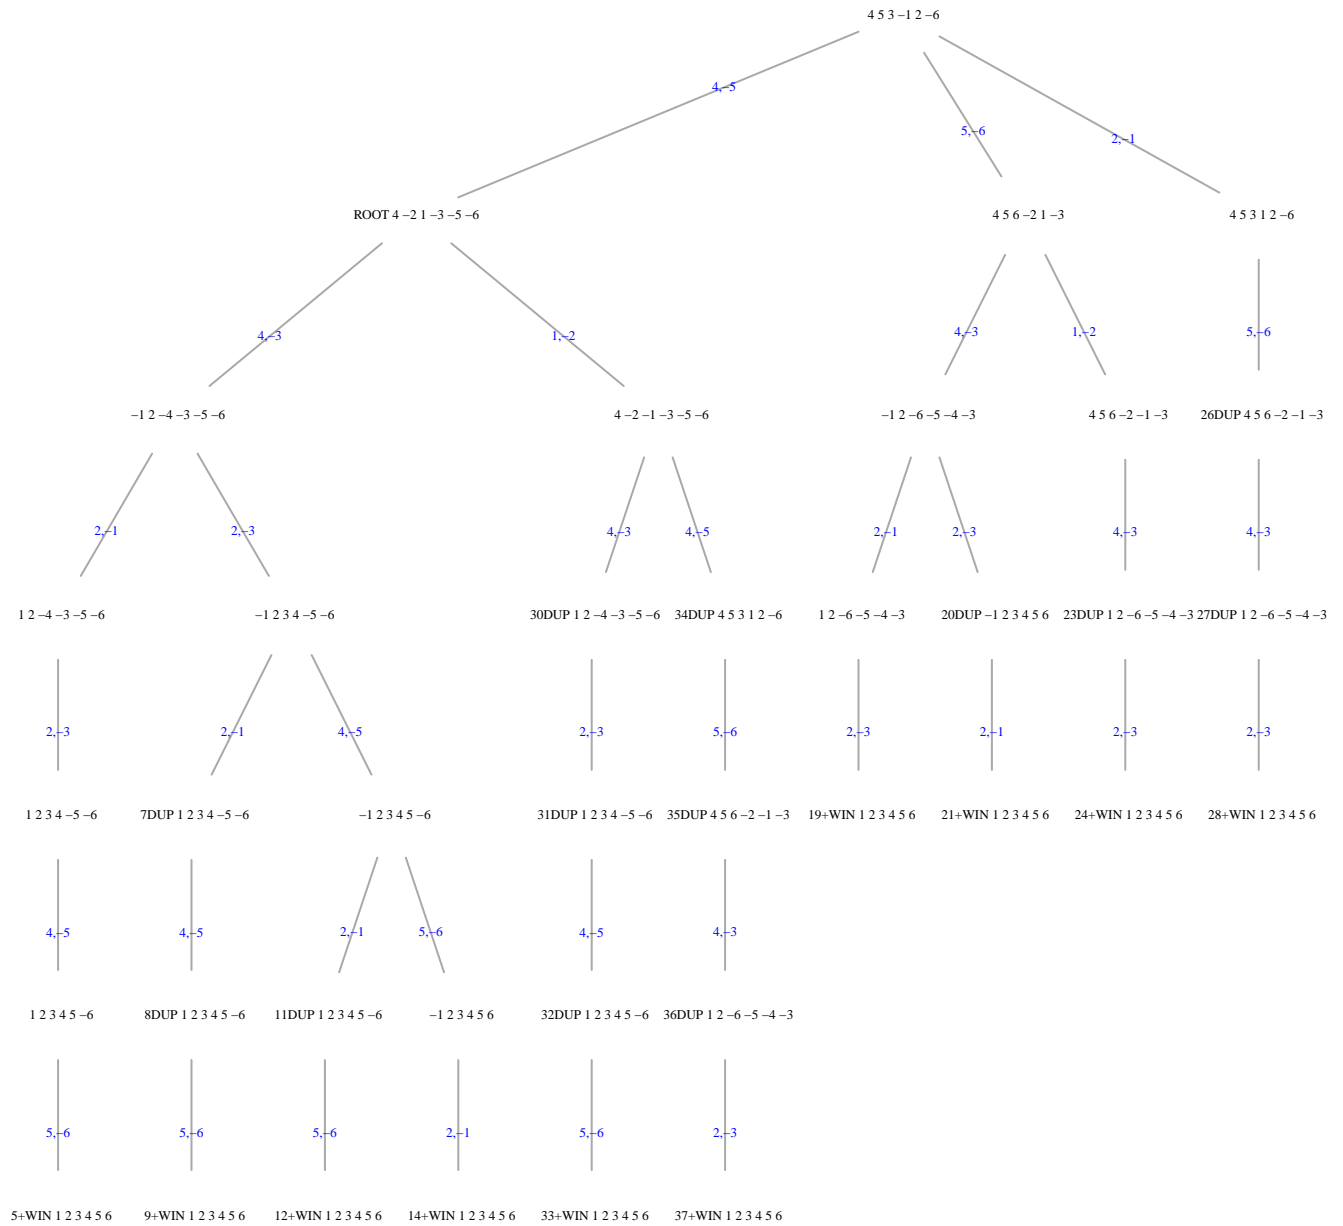 4 5 3 −1 2 −6
4,−5
5,−6
2,−1
ROOT 4 −2 1 −3 −5 −6
4 5 6 −2 1 −3
4 5 3 1 2 −6
4,−3
1,−2
4,−3
1,−2
5,−6
−1 2 −4 −3 −5 −6
4 −2 −1 −3 −5 −6
−1 2 −6 −5 −4 −3
4 5 6 −2 −1 −3
26DUP 4 5 6 −2 −1 −3
2,−1
2,−3
4,−3
4,−5
2,−1
2,−3
4,−3
4,−3
1 2 −4 −3 −5 −6
−1 2 3 4 −5 −6
30DUP 1 2 −4 −3 −5 −6
34DUP 4 5 3 1 2 −6
1 2 −6 −5 −4 −3
20DUP −1 2 3 4 5 6
23DUP 1 2 −6 −5 −4 −3
27DUP 1 2 −6 −5 −4 −3
2,−3
2,−1
4,−5
2,−3
5,−6
2,−3
2,−1
2,−3
2,−3
1 2 3 4 −5 −6
7DUP 1 2 3 4 −5 −6
−1 2 3 4 5 −6
31DUP 1 2 3 4 −5 −6
35DUP 4 5 6 −2 −1 −3
19+WIN 1 2 3 4 5 6
21+WIN 1 2 3 4 5 6
24+WIN 1 2 3 4 5 6
28+WIN 1 2 3 4 5 6
4,−5
4,−5
2,−1
5,−6
4,−5
4,−3
1 2 3 4 5 −6
8DUP 1 2 3 4 5 −6
11DUP 1 2 3 4 5 −6
−1 2 3 4 5 6
32DUP 1 2 3 4 5 −6
36DUP 1 2 −6 −5 −4 −3
5,−6
5,−6
5,−6
2,−1
5,−6
2,−3
5+WIN 1 2 3 4 5 6
9+WIN 1 2 3 4 5 6
12+WIN 1 2 3 4 5 6
14+WIN 1 2 3 4 5 6
33+WIN 1 2 3 4 5 6
37+WIN 1 2 3 4 5 6